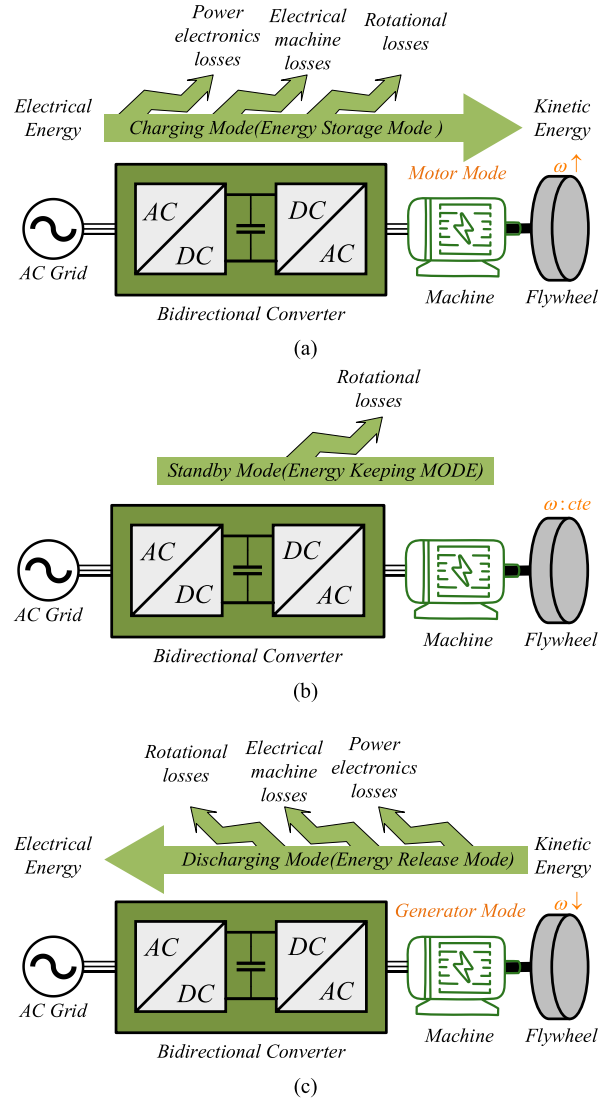 Power
electronics
losses
Electrical
machine
losses
Rotational
losses
Electrical
Energy
Charging Mode(Energy Storage Mode )
Kinetic
Energy
Motor Mode
ω ↑
AC
DC
DC
AC
AC Grid
Machine
Flywheel
Bidirectional Converter
(a)
Rotational
losses
Standby Mode(Energy Keeping MODE)
ω : cte
AC
DC
DC
AC
AC Grid
Machine
Flywheel
Bidirectional Converter
(b)
Rotational
losses
Electrical
machine
losses
Power
electronics
losses
Electrical
Energy
Discharging Mode(Energy Release Mode)
Kinetic
Energy
Generator Mode
ω ↓
AC
DC
DC
AC
AC Grid
Machine
Flywheel
Bidirectional Converter
(c)